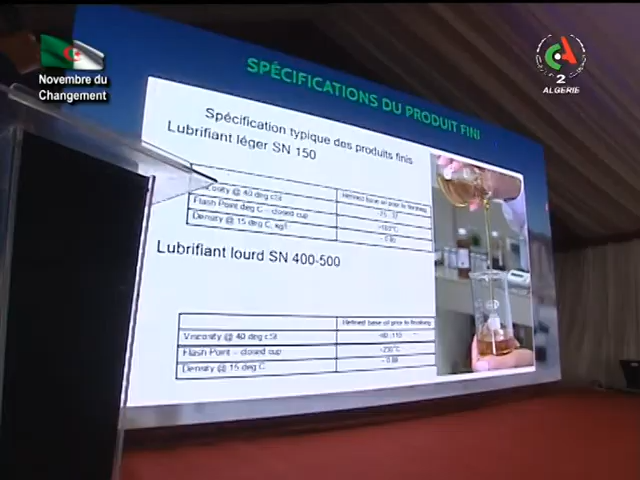 Novembre du
Changement
2
ALGERIE
SPÉCIFICATIONS DU PRODUIT FINI
Spécification typique des produits finis
Lubrifiant léger SN 150
@ 40 deg cSt
Refined base oil prior to finishing
Flash Point deg C - closed cup
Density @ 15 deg C,
Lubrifiant lourd SN 400-500
Refined base oil prior to finishing
Viscosity @ 40 deg cSt
Flash Point - closed cup
Density @ 15 deg C